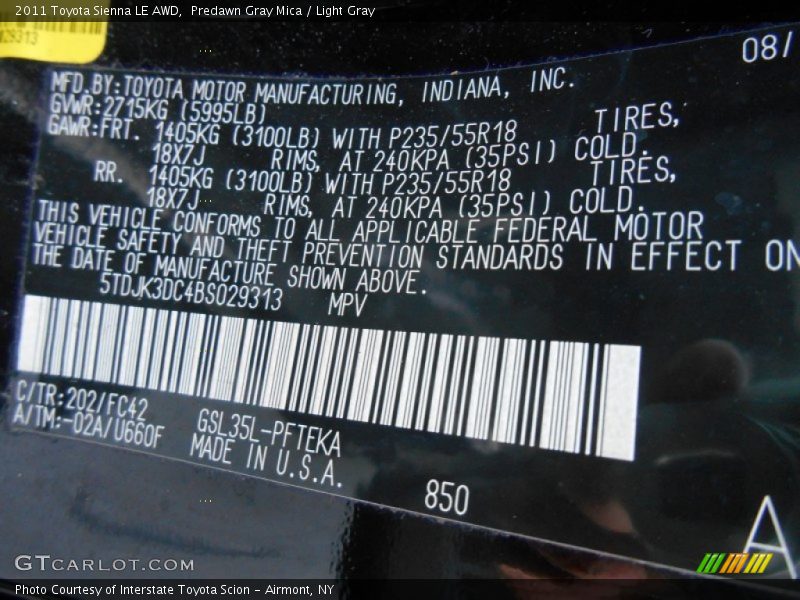 2011 Toyota Sienna LE AWD, Predawn Gray Mica / Light Gray
029313
08/
MFD.BY:TOYOTA MOTOR MANUFACTURING, INDIANA, INC.
GVWR:2715KG (5995LB)
GAWR:FRT. 1405KG (3100LB) WITH P235/55R18 TIRES,
18X7J RIMS, AT 240KPA (35PSI) COLD.
RR. 1405KG (3100LB) WITH P235/55R18 TIRES,
18X7J RIMS, AT 240KPA (35PSI) COLD.
THIS VEHICLE CONFORMS TO ALL APPLICABLE FEDERAL MOTOR
VEHICLE SAFETY AND THEFT PREVENTION STANDARDS IN EFFECT ON
THE DATE OF MANUFACTURE SHOWN ABOVE.
5TDJK3DC4BS029313 MPV
C/TR:202/FC42
A/TM:-02A/U660F
GSL35L-PFTEKA
MADE IN U.S.A.
850
A
GTCARLOT.COM
Photo Courtesy of Interstate Toyota Scion – Airmont, NY